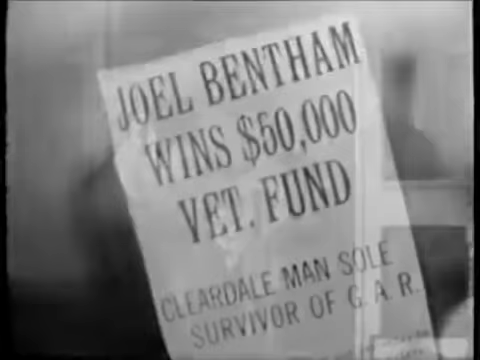 JOEL BENTHAM
WINS $50,000
VET. FUND
CLEARDALE MAN SOLE
SURVIVOR OF G. A. R.